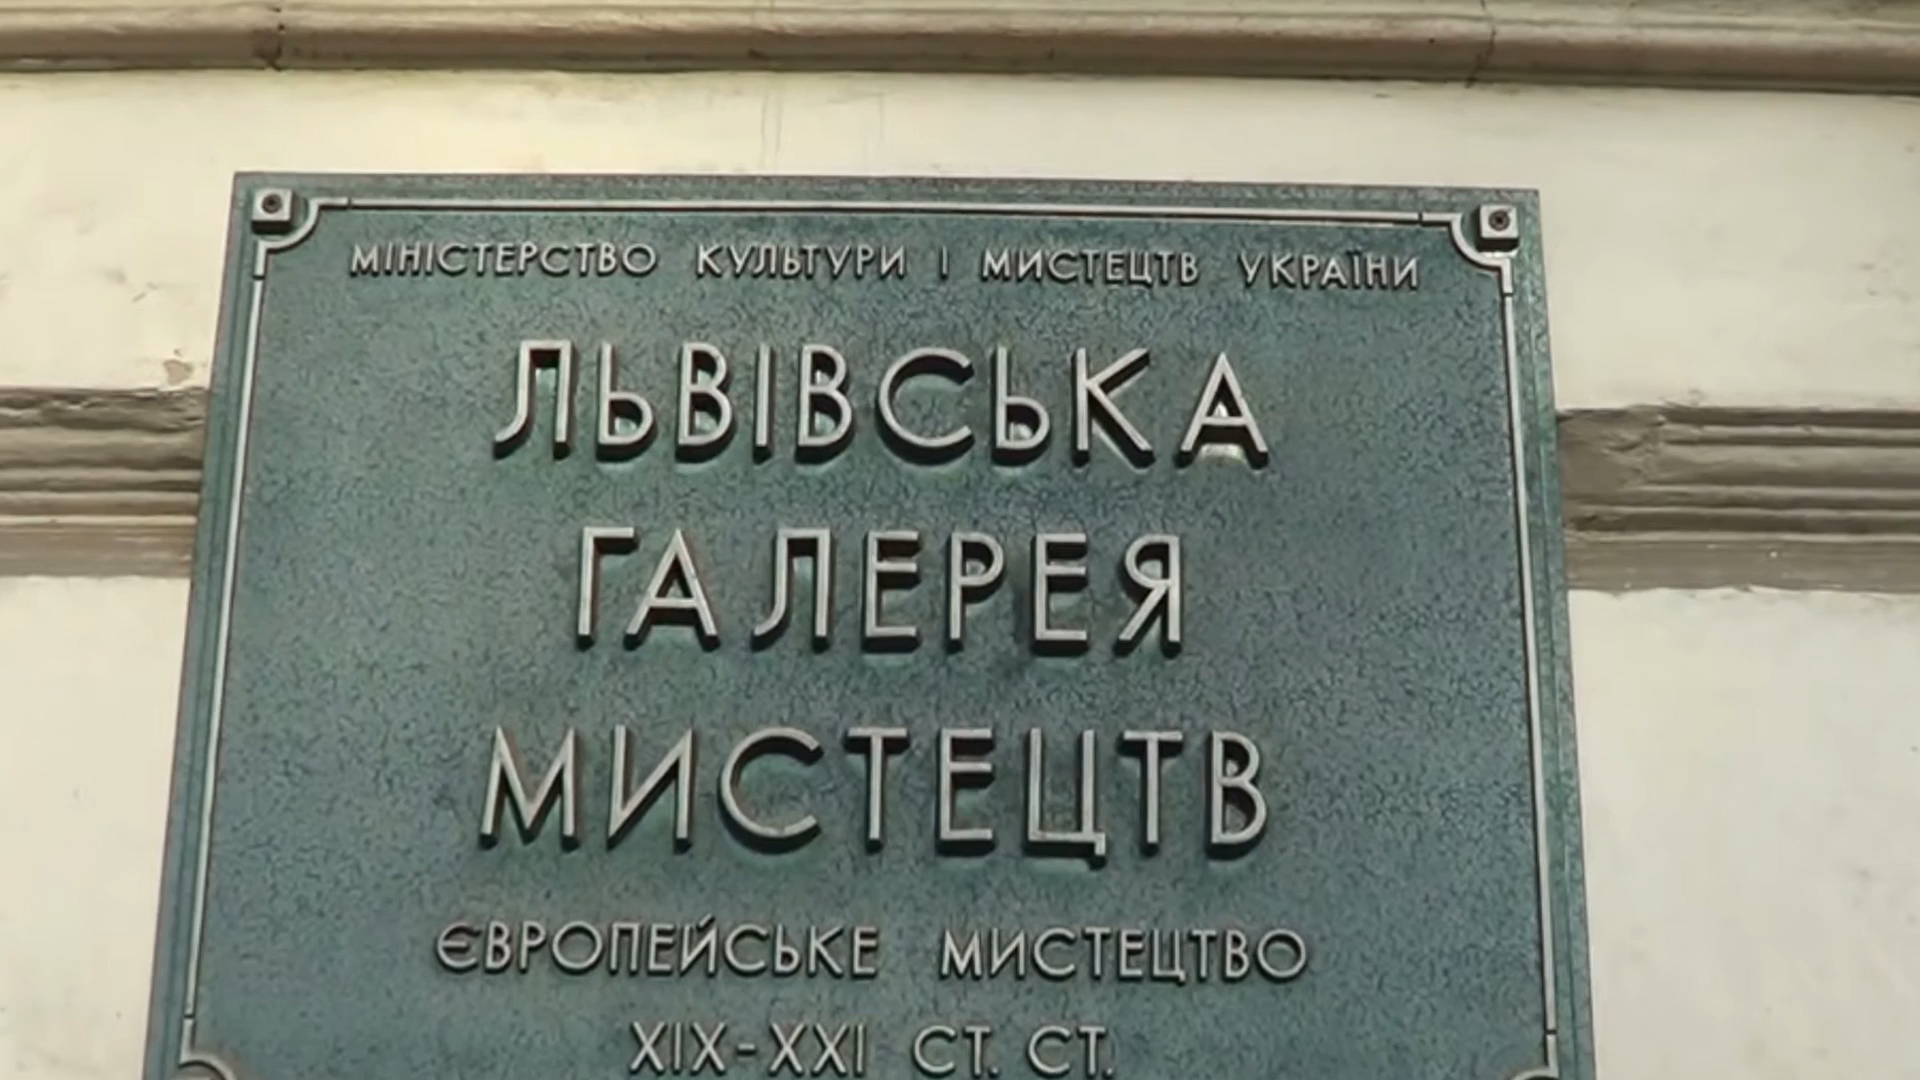 МІНІСТЕРСТВО КУЛЬТУРИ І МИСТЕЦТВ УКРАЇНИ
ЛЬВІВСЬКА
ГАЛЕРЕЯ
МИСТЕЦТВ
ЄВРОПЕЙСЬКЕ МИСТЕЦТВО
XIX-XXI СТ. СТ.